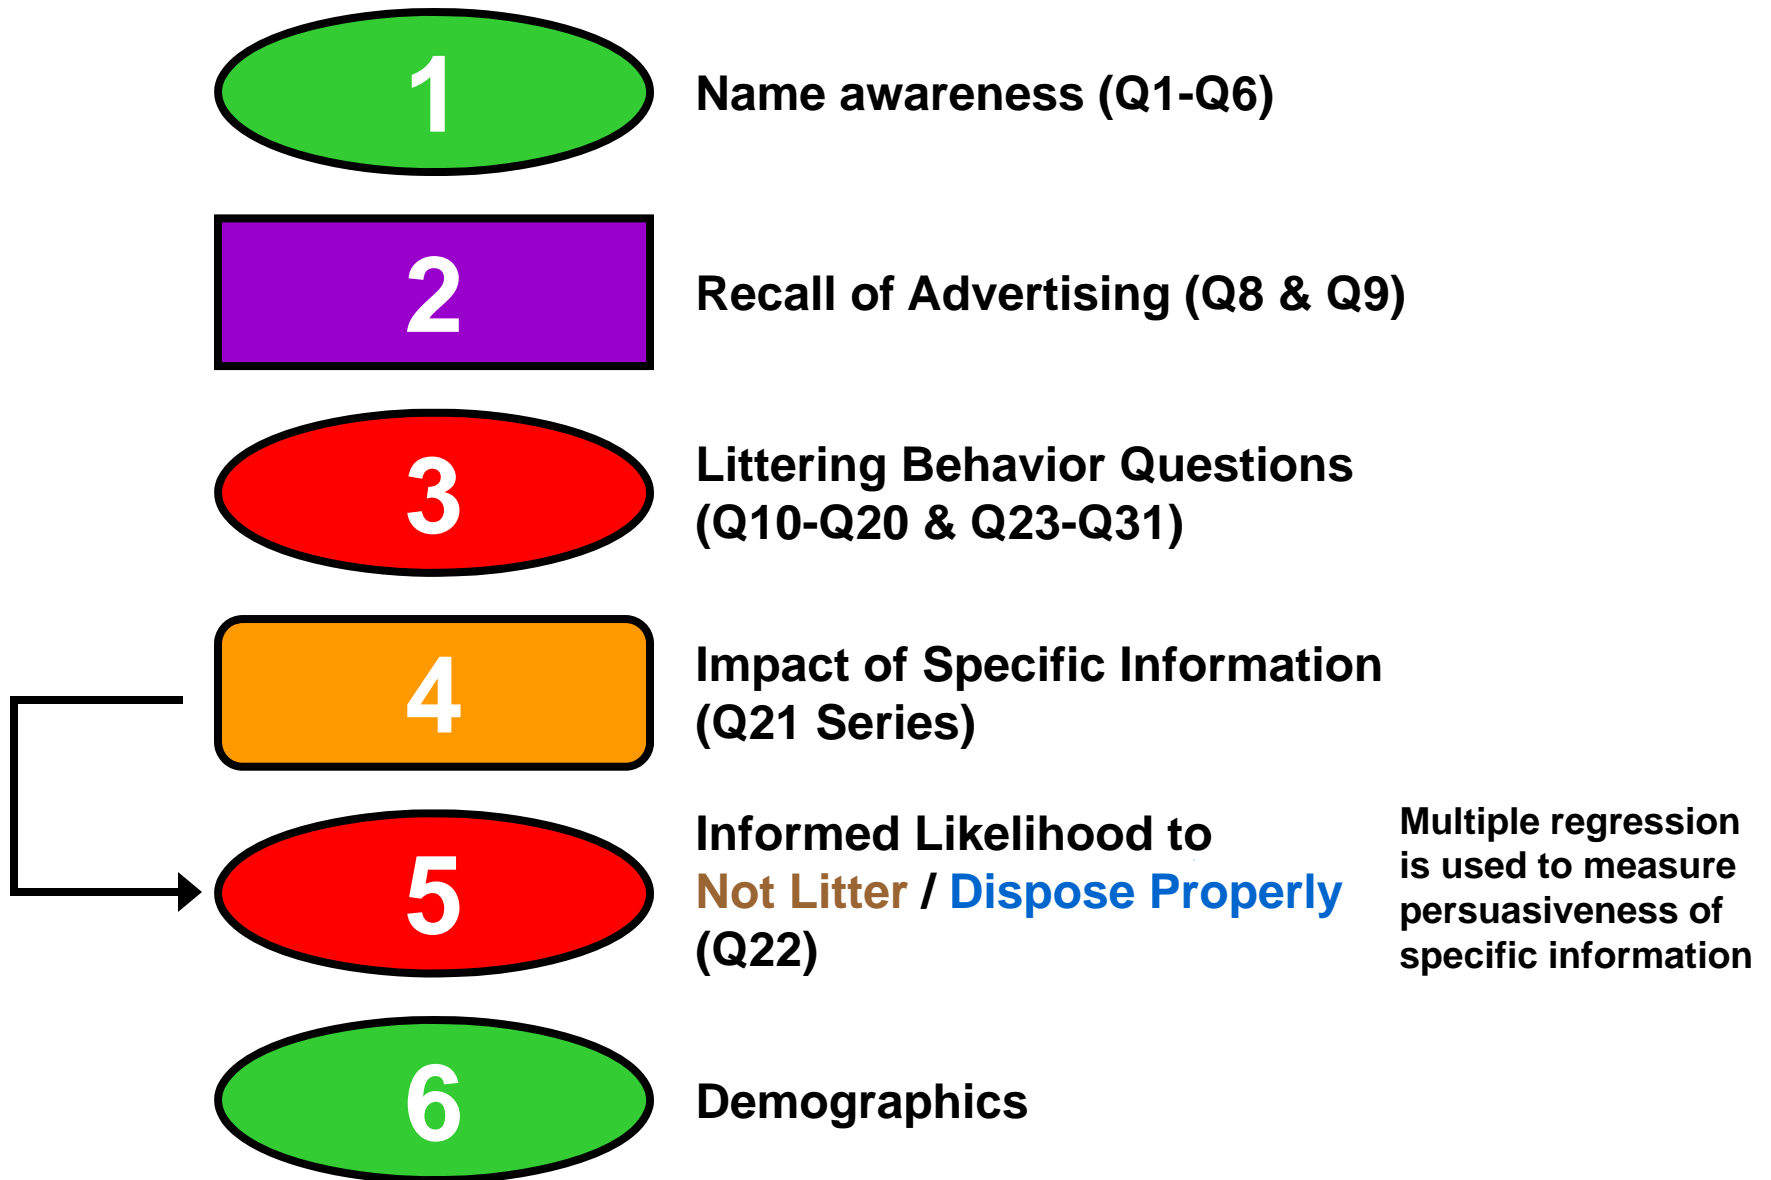 1
Name awareness (Q1-Q6)
2
Recall of Advertising (Q8 & Q9)
3
Littering Behavior Questions
(Q10-Q20 & Q23-Q31)
4
Impact of Specific Information
(Q21 Series)
5
Informed Likelihood to
Not Litter / Dispose Properly
(Q22)
Multiple regression
is used to measure
persuasiveness of
specific information
6
Demographics